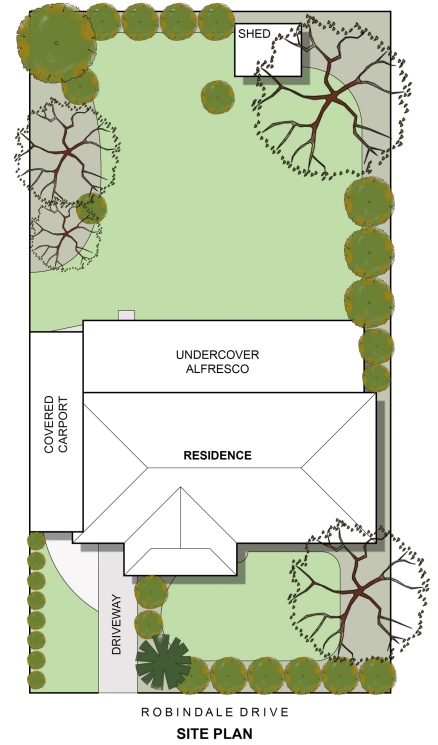 SHED
UNDERCOVER
ALFRESCO
COVERED
CARPORT
RESIDENCE
DRIVEWAY
ROBINDALE DRIVE
SITE PLAN